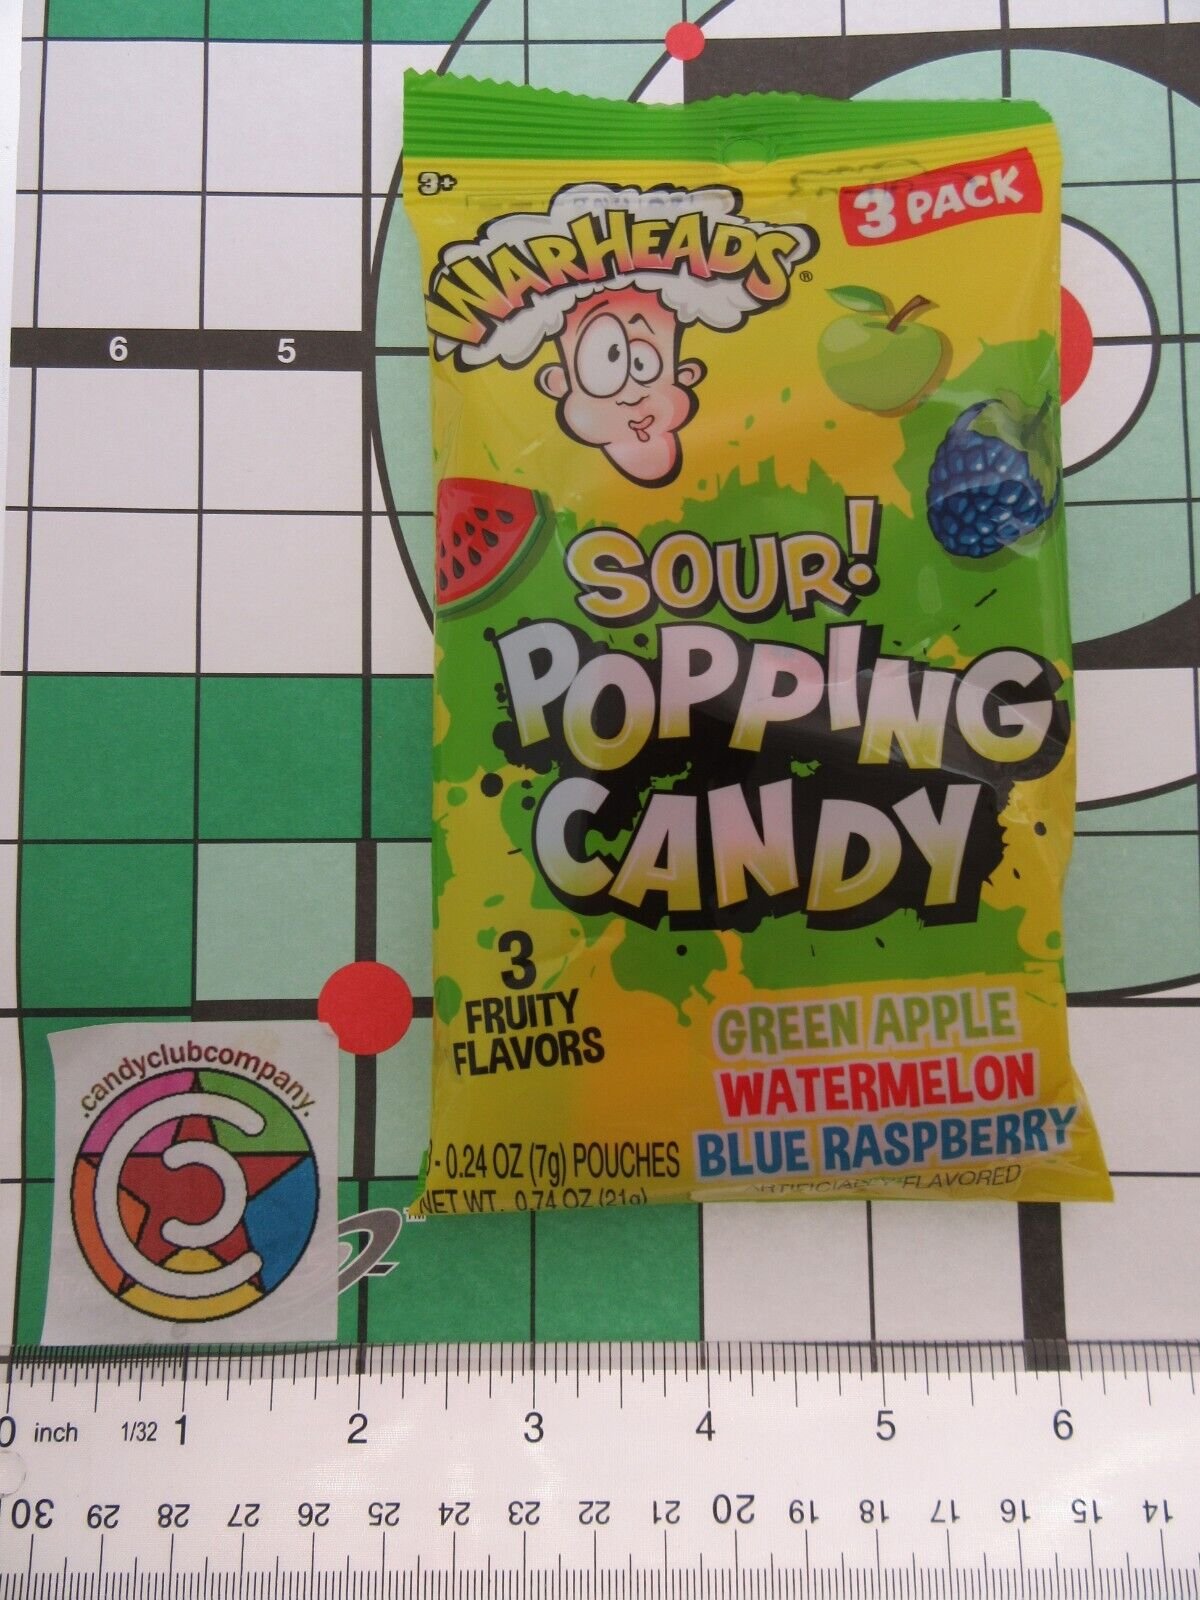 3+
3 PACK
WARHEADS®
6 5
SOUR!
POPPING
CANDY
3
FRUITY
FLAVORS
GREEN APPLE
WATERMELON
BLUE RASPBERRY
ARTIFICIALLY FLAVORED
3 - 0.24 OZ (7g) POUCHES
NET WT. 0.74 OZ (21g)
.candyclubcompany.
TM
0 inch 1/32 1 2 3 4 5 6
30 29 28 27 26 25 24 23 22 21 20 19 18 17 16 15 14